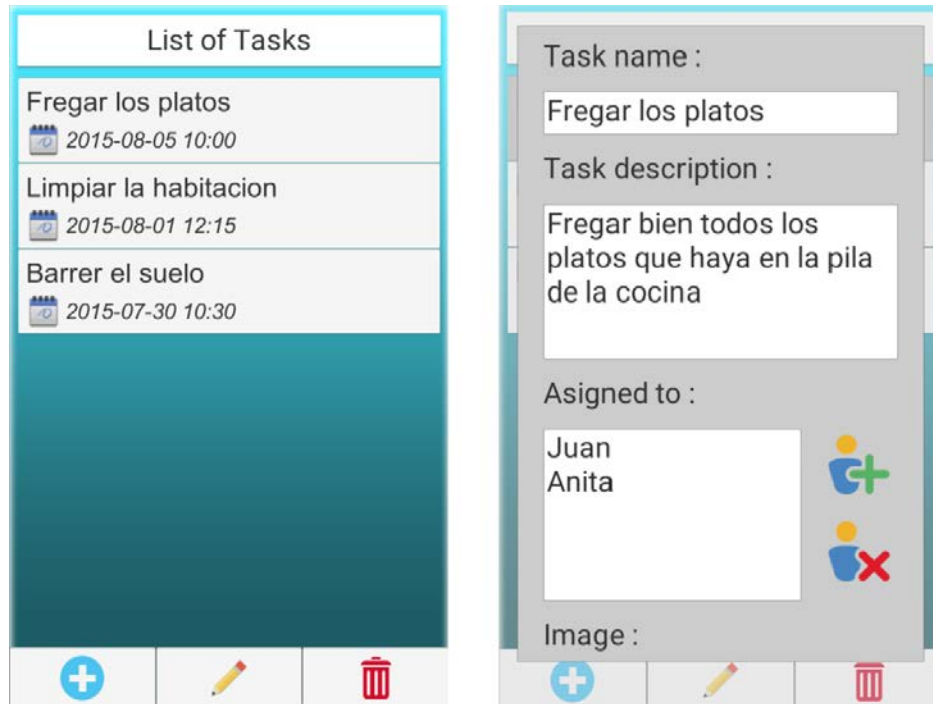 List of Tasks
Fregar los platos
2015-08-05 10:00
Limpiar la habitacion
2015-08-01 12:15
Barrer el suelo
2015-07-30 10:30
Task name :
Fregar los platos
Task description :
Fregar bien todos los
platos que haya en la pila
de la cocina
Asigned to :
Juan
Anita
Image :